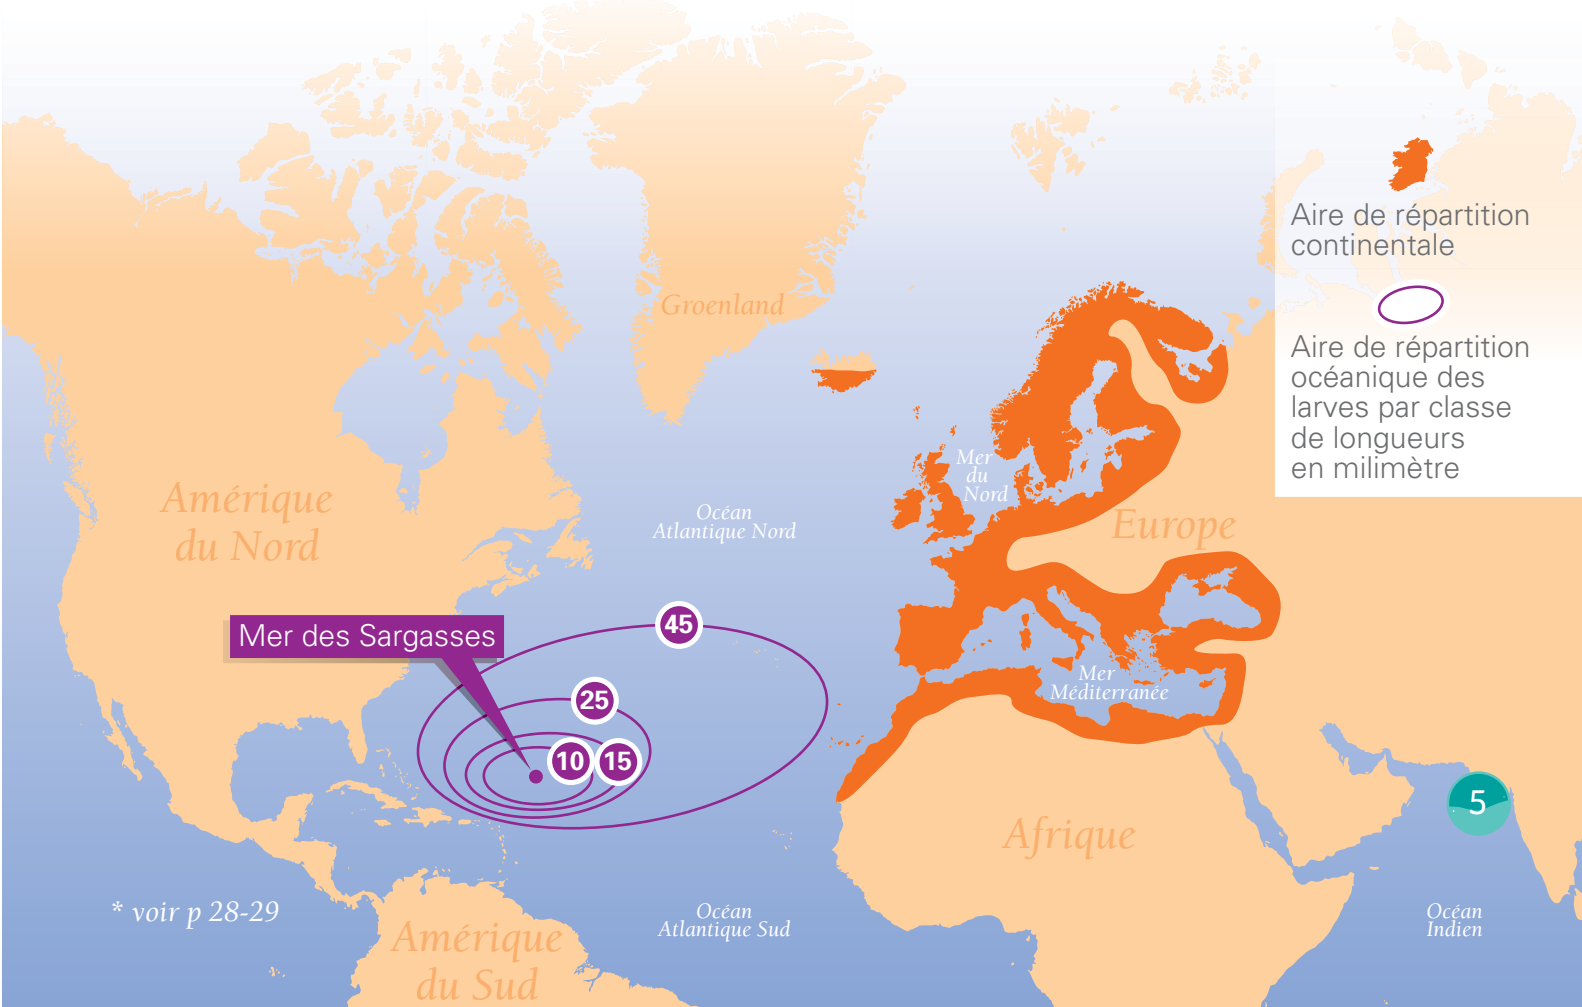 Aire de répartition
continentale
Groenland
Aire de répartition
océanique des
larves par classe
de longueurs
en milimètre
Mer
du
Nord
Amérique
du Nord
Océan
Atlantique Nord
Europe
45
Mer des Sargasses
Mer
Méditerranée
25
10
15
5
Afrique
* voir p 28-29
Océan
Atlantique Sud
Océan
Indien
Amérique
du Sud